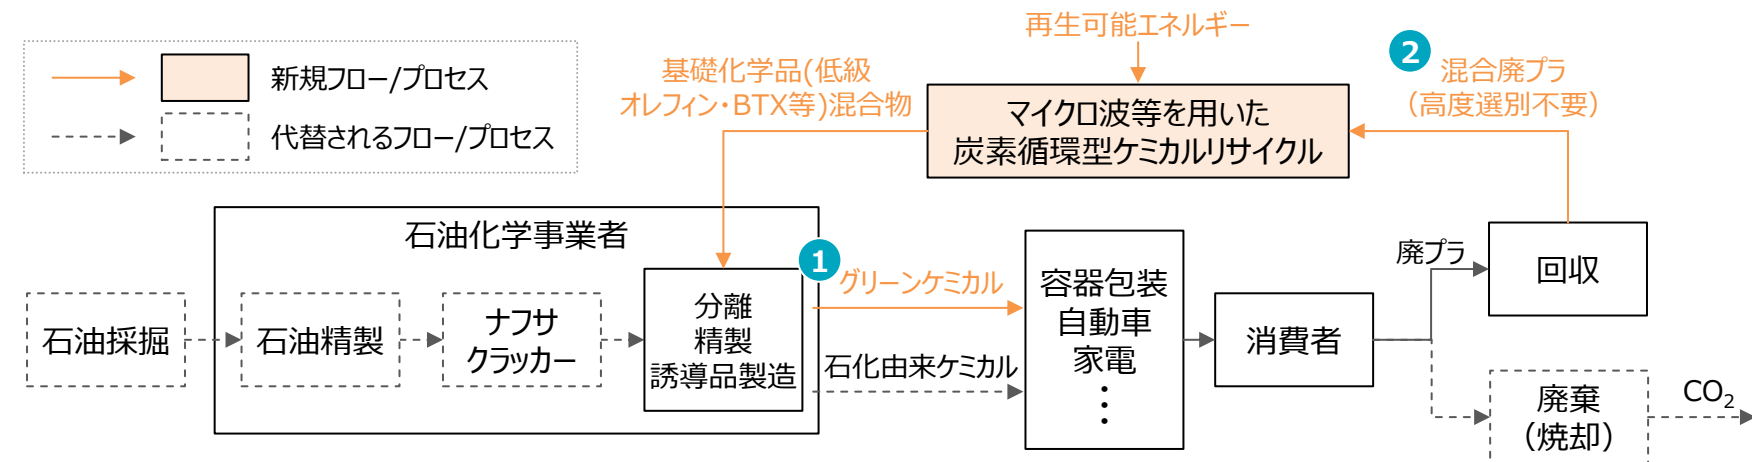 新規フロー/プロセス
代替されるフロー/プロセス
再生可能エネルギー
基礎化学品(低級
オレフィン・BTX等)混合物
マイクロ波等を用いた
炭素循環型ケミカルリサイクル
2
混合廃プラ
（高度選別不要）
石油化学事業者
石油採掘
石油精製
ナフサ
クラッカー
分離
精製
誘導品製造
1
グリーンケミカル
石化由来ケミカル
容器包装
自動車
家電
⋮
消費者
廃プラ
回収
廃棄
（焼却）
CO₂